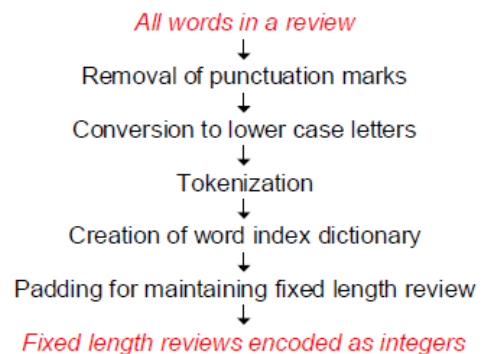 All words in a review
Removal of punctuation marks
Conversion to lower case letters
Tokenization
Creation of word index dictionary
Padding for maintaining fixed length review
Fixed length reviews encoded as integers